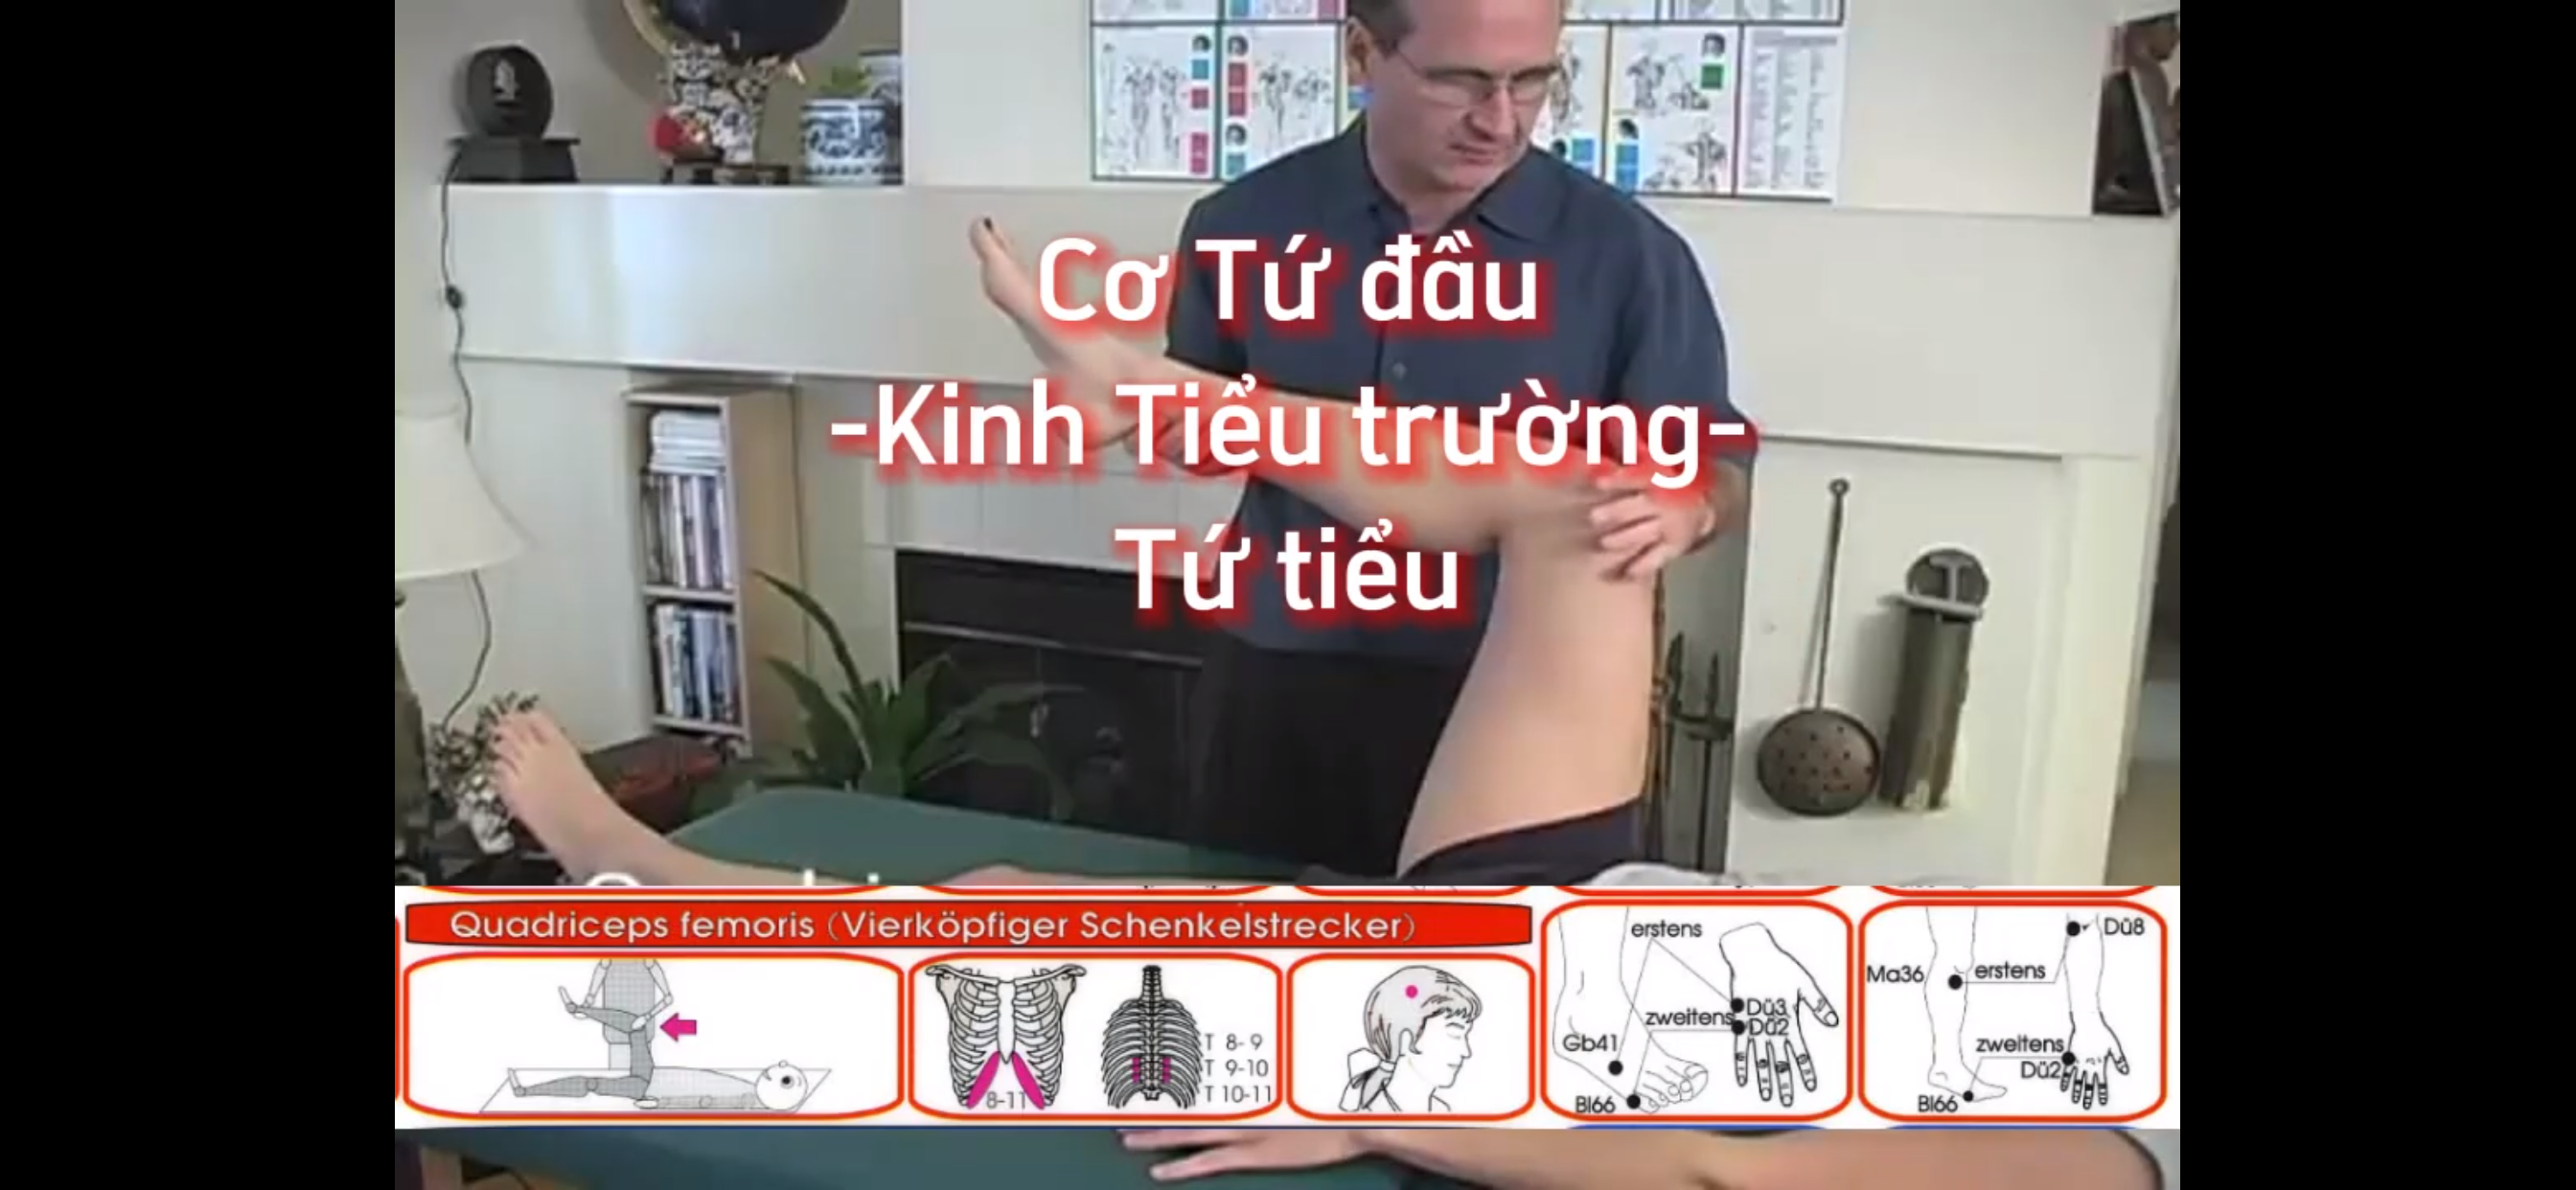 Cơ Tứ đầu
-Kinh Tiểu trường-
Tứ tiểu
Quadriceps femoris (Vierköpfiger Schenkelstrecker)
8-11
T 8-9
T 9-10
T 10-11
erstens
zweitens
Dü3
Dü2
Gb41
Bl66
Dü8
Ma36
erstens
zweitens
Dü2
Bl66